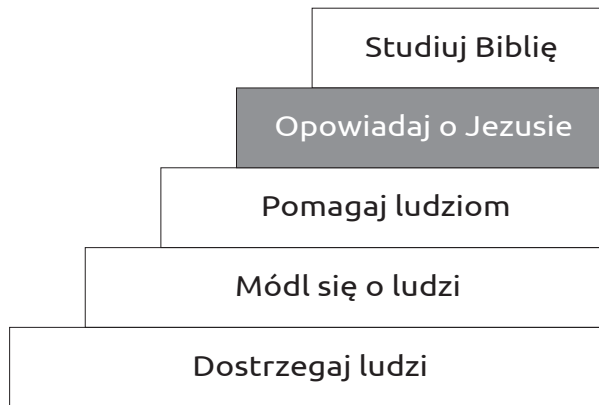 Studiuj Biblię
Opowiadaj o Jezusie
Pomagaj ludziom
Módl się o ludzi
Dostrzegaj ludzi